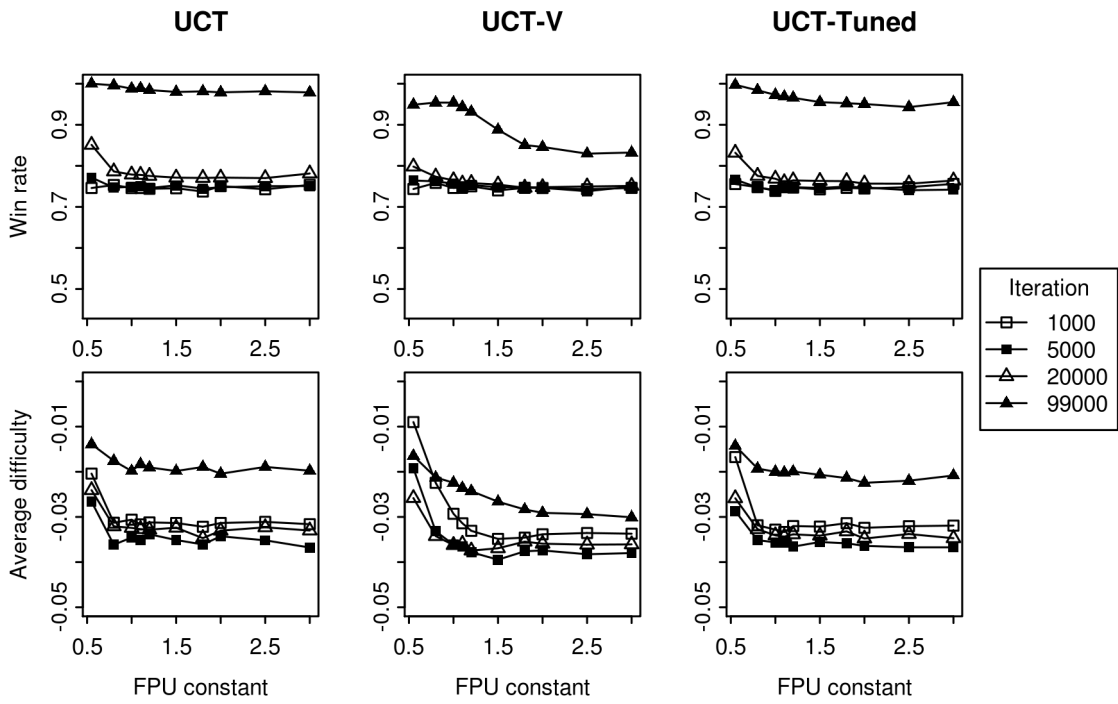 UCT UCT-V UCT-Tuned
Win rate
0.9 0.9 0.9
0.7 0.7 0.7
0.5 0.5 0.5
0.5 1.5 2.5 0.5 1.5 2.5 0.5 1.5 2.5
Iteration
1000
5000
20000
99000
Average difficulty
-0.01 -0.01 -0.01
-0.03 -0.03 -0.03
-0.05 -0.05 -0.05
0.5 1.5 2.5 0.5 1.5 2.5 0.5 1.5 2.5
FPU constant FPU constant FPU constant